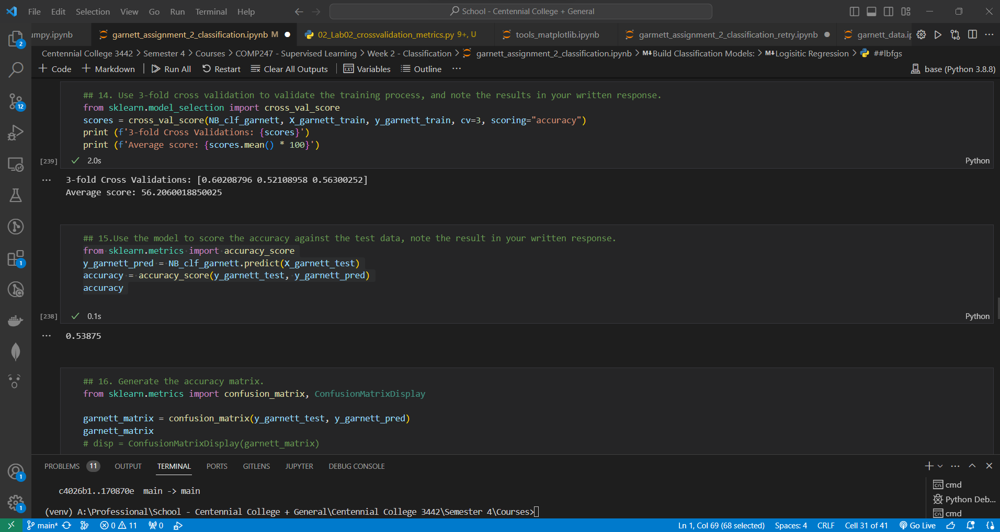 File Edit Selection View Go Run Terminal Help School - Centennial College + General
umpy.ipynb garnett_assignment_2_classification.ipynb M 02_Lab02_crossvalidation_metrics.py 9+, U tools_matplotlib.ipynb garmett_assignment_2_classification_retry.ipynb garnett_data.ip
Centennial College 3442 > Semester 4 > Courses > COMP247 - Supervised Learning > Week 2 - Classification > garnett_assignment_2_classification.ipynb > M↓Build Classification Models: > M↓Logisitic Regression > ##lbfgs
+ Code + Markdown | Run All Restart Clear All Outputs | Variables Outline ··· base (Python 3.8.8)
## 14. Use 3-fold cross validation to validate the training process, and note the results in your written response.
from sklearn.model_selection import cross_val_score
scores = cross_val_score(NB_clf_garnett, X_garnett_train, y_garnett_train, cv=3, scoring="accuracy")
print (f'3-fold Cross Validations: {scores}')
print (f'Average score: {scores.mean() * 100}')
[239] ✓ 2.0s Python
··· 3-fold Cross Validations: [0.60208796 0.52108958 0.56300252]
Average score: 56.2060018850025
## 15.Use the model to score the accuracy against the test data, note the result in your written response.
from sklearn.metrics import accuracy_score
y_garnett_pred = NB_clf_garnett.predict(X_garnett_test)
accuracy = accuracy_score(y_garnett_test, y_garnett_pred)
accuracy
[238] ✓ 0.1s Python
··· 0.53875
## 16. Generate the accuracy matrix.
from sklearn.metrics import confusion_matrix, ConfusionMatrixDisplay
garnett_matrix = confusion_matrix(y_garnett_test, y_garnett_pred)
garnett_matrix
# disp = ConfusionMatrixDisplay(garnett_matrix)
PROBLEMS 11 OUTPUT TERMINAL PORTS GITLENS JUPYTER DEBUG CONSOLE
c4026b1..170870e main -> main
(venv) A:\Professional\School - Centennial College + General\Centennial College 3442\Semester 4\Courses>
cmd
Python Deb...
cmd
2
12
1
1
1
main* 0 11 0 Ln 1, Col 69 (68 selected) Spaces: 4 CRLF Cell 31 of 41 Go Live